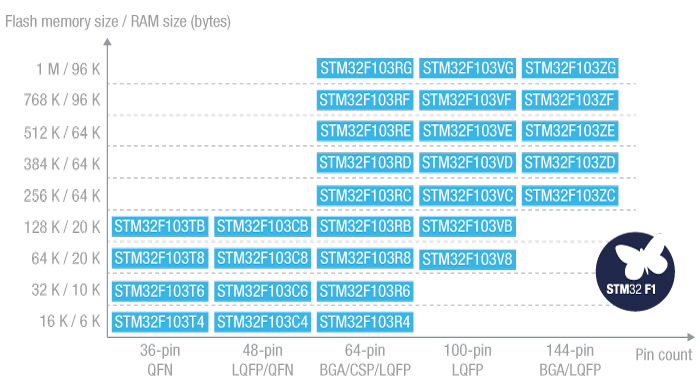 Flash memory size / RAM size (bytes)
1 M / 96 K STM32F103RG STM32F103VG STM32F103ZG
768 K / 96 K STM32F103RF STM32F103VF STM32F103ZF
512 K / 64 K STM32F103RE STM32F103VE STM32F103ZE
384 K / 64 K STM32F103RD STM32F103VD STM32F103ZD
256 K / 64 K STM32F103RC STM32F103VC STM32F103ZC
128 K / 20 K STM32F103TB STM32F103CB STM32F103RB STM32F103VB
64 K / 20 K STM32F103T8 STM32F103C8 STM32F103R8 STM32F103V8
32 K / 10 K STM32F103T6 STM32F103C6 STM32F103R6
16 K / 6 K STM32F103T4 STM32F103C4 STM32F103R4
STM32 F1
36-pin 48-pin 64-pin 100-pin 144-pin Pin count
QFN LQFP/QFN BGA/CSP/LQFP LQFP BGA/LQFP